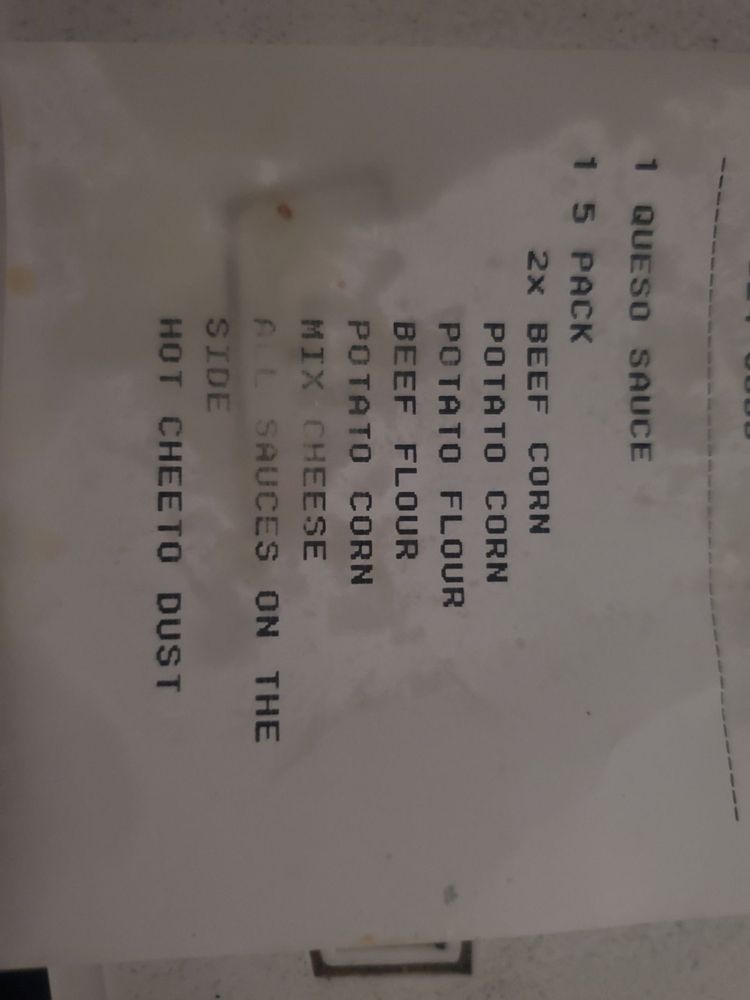 1 QUESO SAUCE
1 5 PACK
2x BEEF CORN
POTATO CORN
POTATO FLOUR
BEEF FLOUR
POTATO CORN
MIX CHEESE
ALL SAUCES ON THE
SIDE
HOT CHEETO DUST